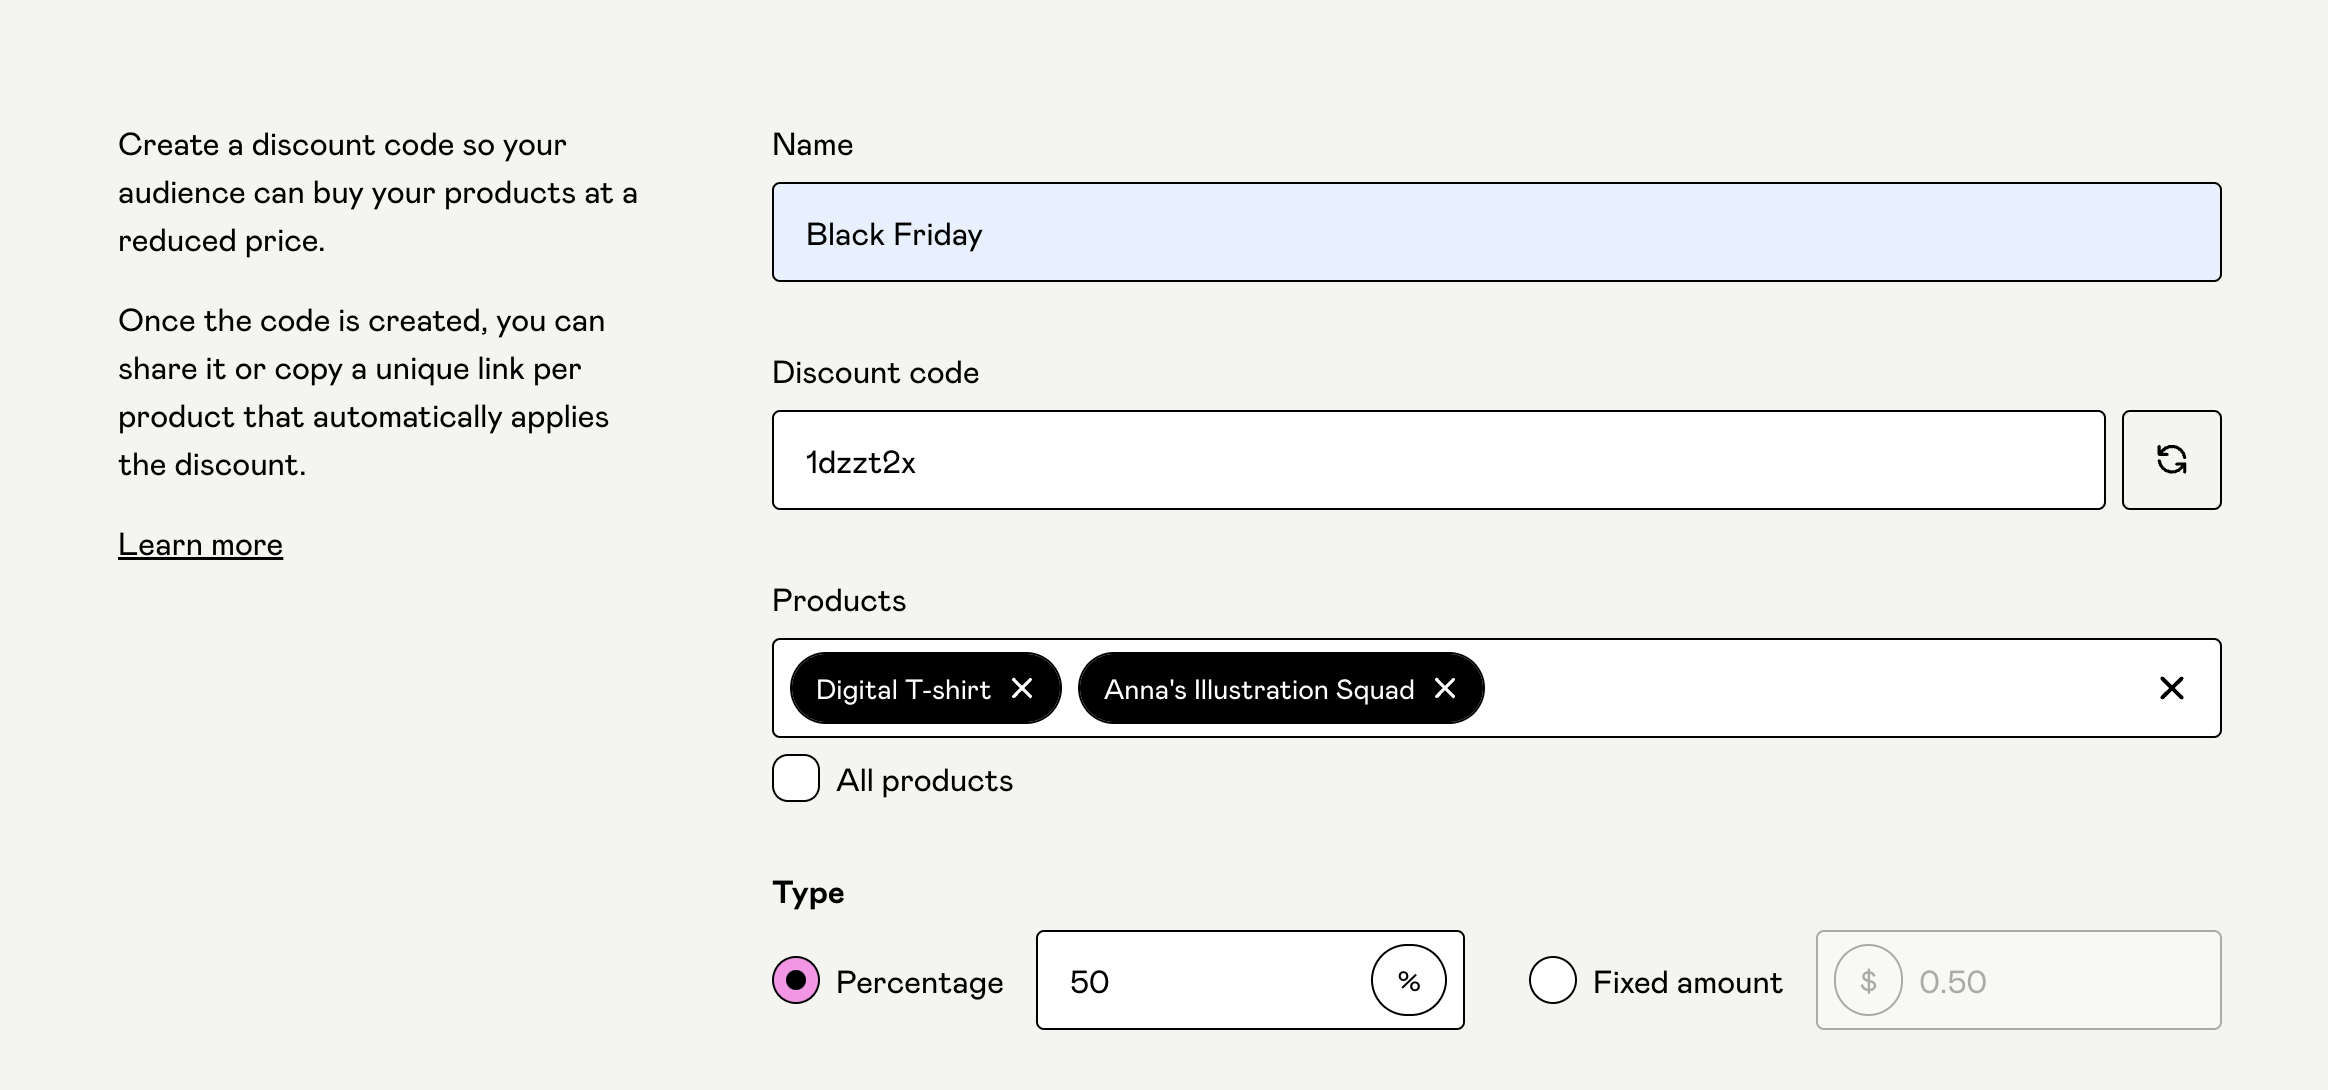 Create a discount code so your
audience can buy your products at a
reduced price.
Once the code is created, you can
share it or copy a unique link per
product that automatically applies
the discount.
Learn more
Name
Black Friday
Discount code
1dzzt2x
Products
Digital T-shirt
Anna's Illustration Squad
All products
Type
Percentage
50
%
Fixed amount
$
0.50